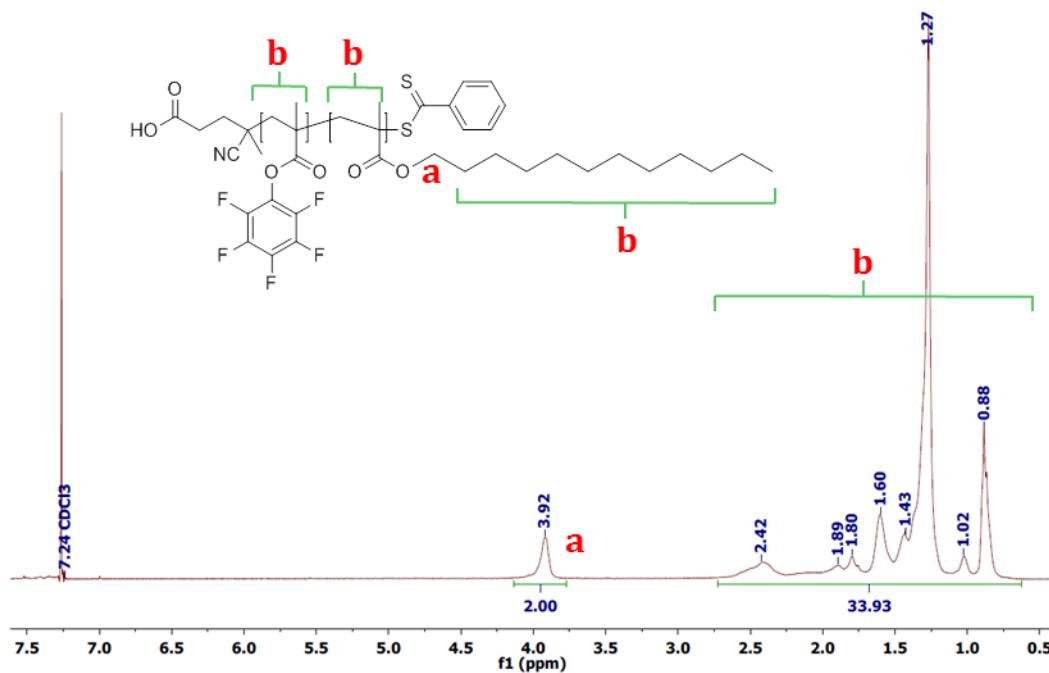 1.27
b
b
S
O
HO
S
NC
O
O
O
a
O
F
F
F
F
F
b
b
0.88
1.60
3.92
1.43
1.80
1.02
2.42
1.89
7.24 CDCl3
a
2.00
33.93
7.5
7.0
6.5
6.0
5.5
5.0
4.5
4.0
3.5
3.0
2.5
2.0
1.5
1.0
0.5
f1 (ppm)